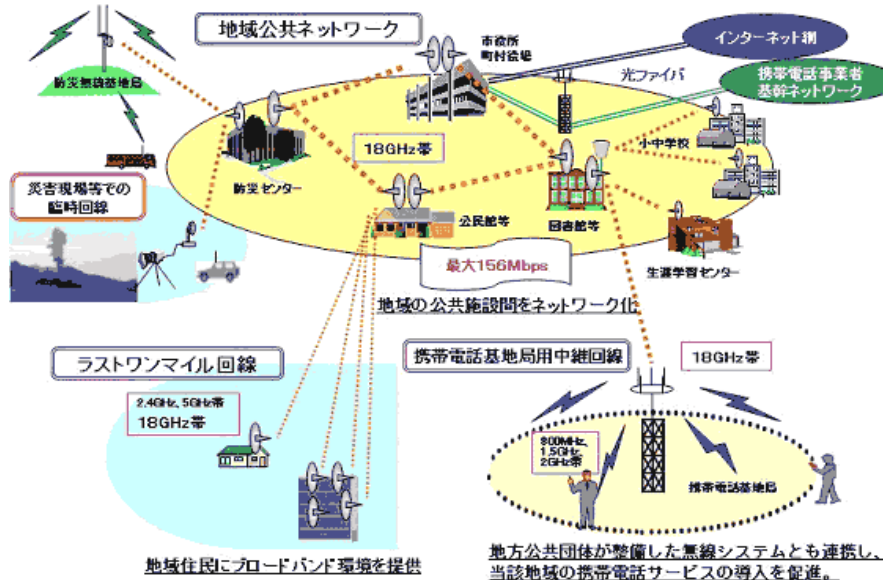 地域公共ネットワーク
市役所
町村役場
インターネット網
光ファイバ
携帯電話事業者
基幹ネットワーク
防災無線基地局
小中学校
18GHz帯
防災センター
災害現場等での
臨時回線
公民館等
図書館等
生涯学習センター
最大156Mbps
地域の公共施設間をネットワーク化
ラストワンマイル回線
携帯電話基地局用中継回線
18GHz帯
2.4GHz、5GHz帯
18GHz帯
800MHz、
1.5GHz、
2GHz帯
携帯電話基地局
地域住民にブロードバンド環境を提供
地方公共団体が整備した無線システムとも連携し、
当該地域の携帯電話サービスの導入を促進。